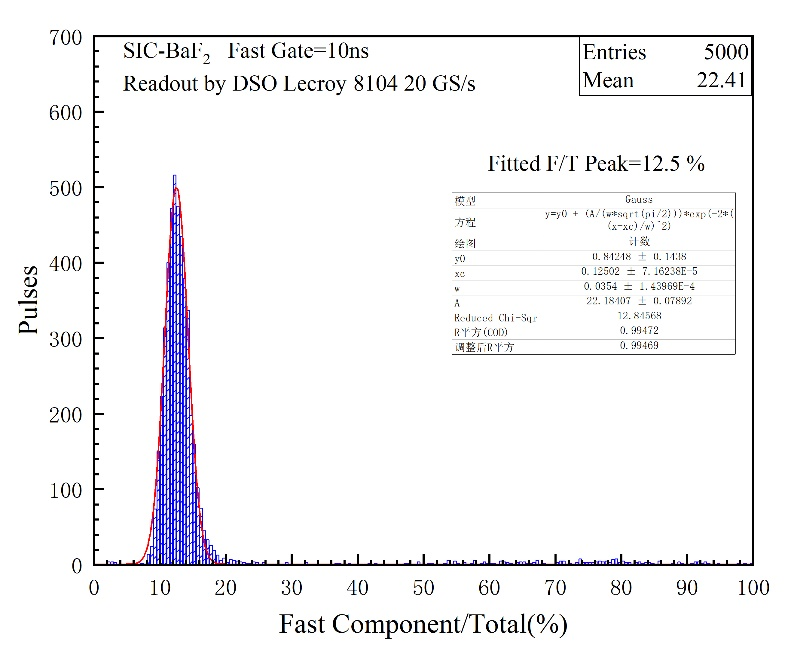 SIC-BaF₂ Fast Gate=10ns
Readout by DSO Lecroy 8104 20 GS/s
Entries 5000
Mean 22.41
Fitted F/T Peak=12.5 %
模型 Gauss
方程 y=y0 + (A/(w*sqrt(pi/2)))*exp(-2*(
(x-xc)/w)^2)
绘图 计数
y0 0.84248 ± 0.1438
xc 0.12502 ± 7.16238E-5
w 0.0354 ± 1.43969E-4
A 22.18407 ± 0.07892
Reduced Chi-Sqr 12.84568
R平方(COD) 0.99472
调整后R平方 0.99469
700
600
500
400
300
200
100
0
Pulses
0 10 20 30 40 50 60 70 80 90 100
Fast Component/Total(%)